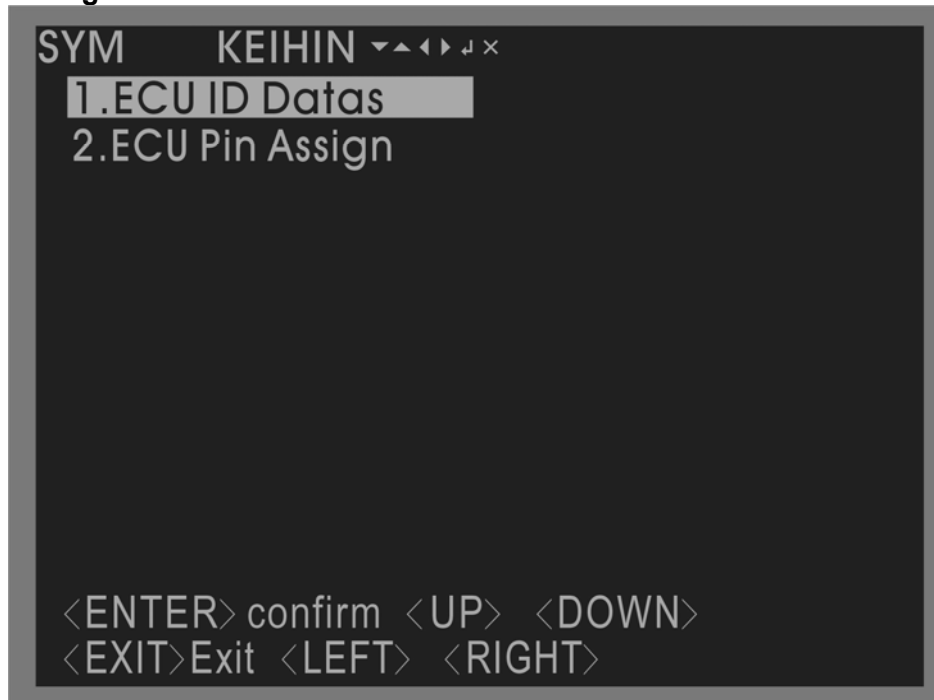 SYM KEIHIN ▼▲◀▶↲×
1.ECU ID Datas
2.ECU Pin Assign
<ENTER> confirm <UP> <DOWN>
<EXIT>Exit <LEFT> <RIGHT>